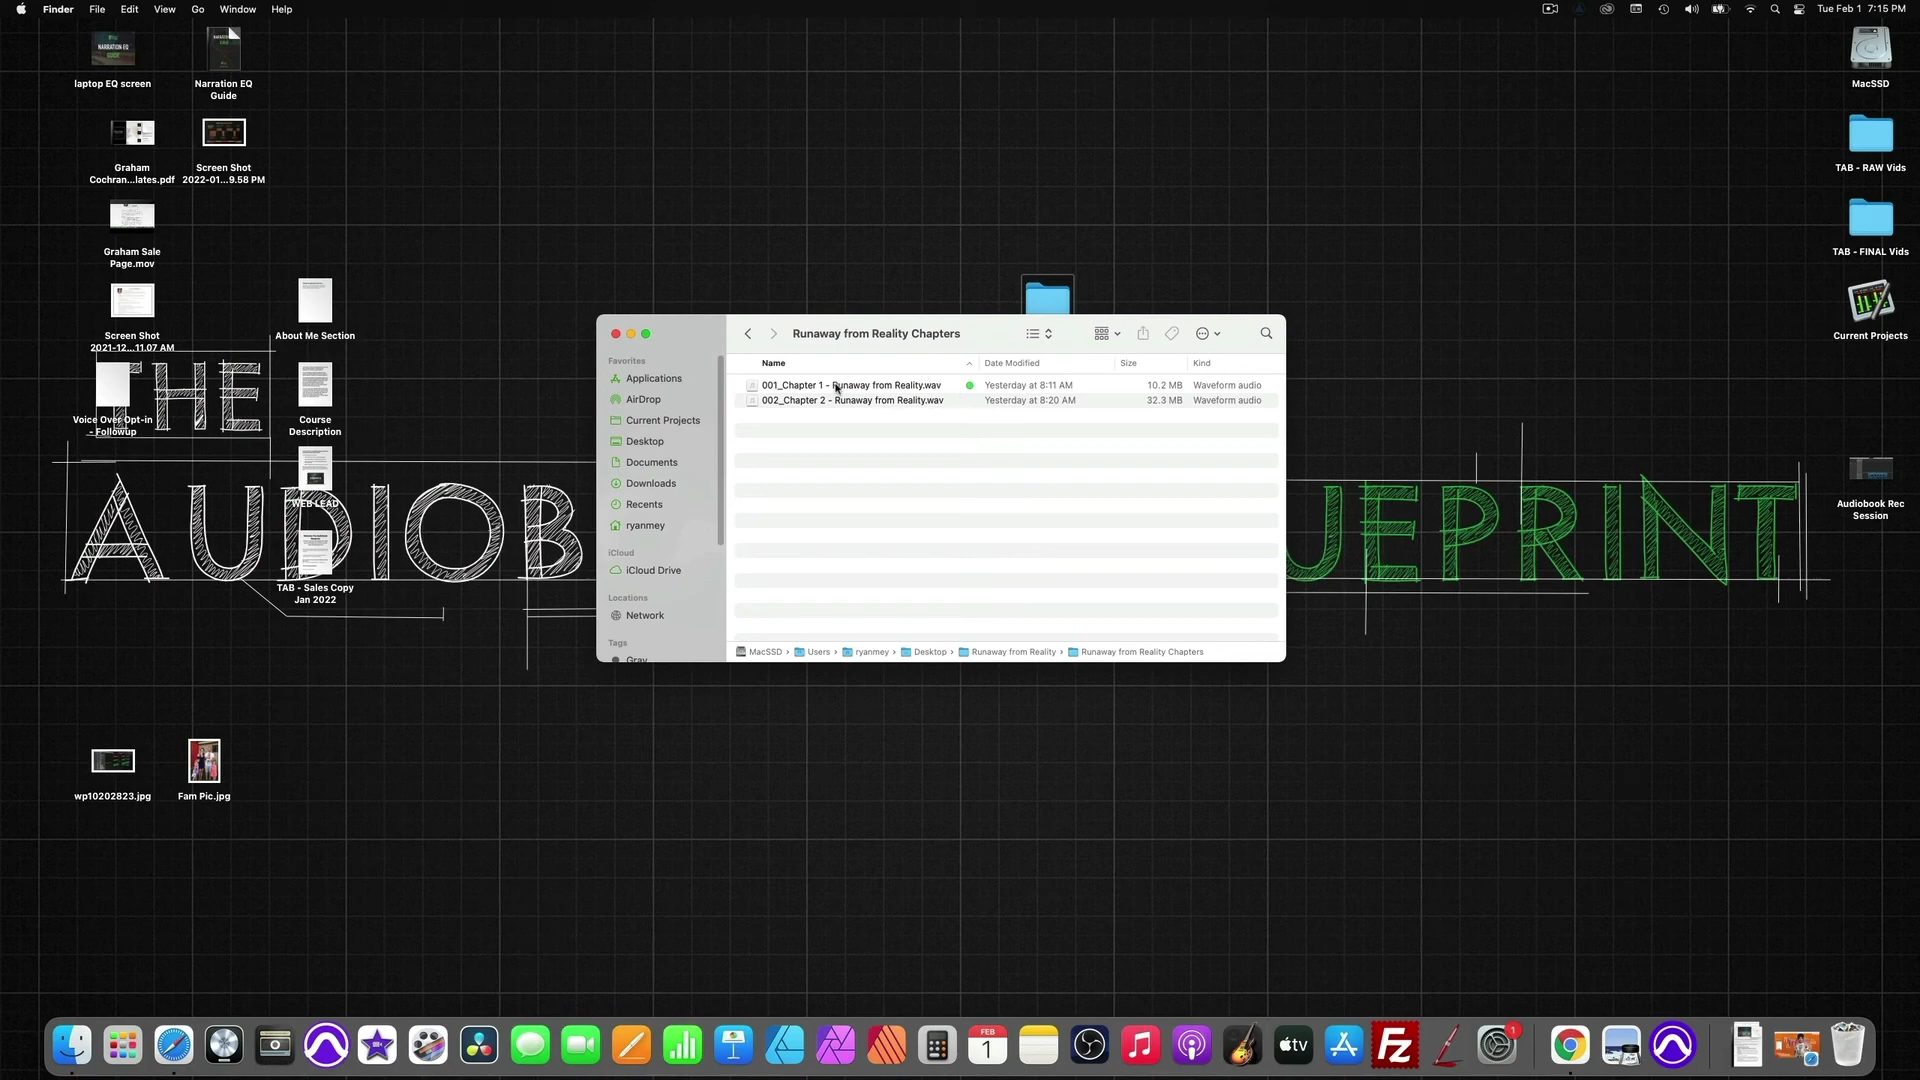 Finder File Edit View Go Window Help
Tue Feb 1 7:15 PM
laptop EQ screen
Narration EQ
Guide
Graham
Cochran...lates.pdf
Screen Shot
2022-01...9.58 PM
Graham Sale
Page.mov
Screen Shot
2021-12...11.07 AM
About Me Section
Voice Over Opt-in
- Followup
Course
Description
WEB LEAD
TAB - Sales Copy
Jan 2022
wp10202823.jpg
Fam Pic.jpg
THE
AUDIOB
UEPRINT
Runaway from Reality Chapters
Favorites
Applications
AirDrop
Current Projects
Desktop
Documents
Downloads
Recents
ryanmey
iCloud
iCloud Drive
Locations
Network
Tags
Gray
Name Date Modified Size Kind
001_Chapter 1 - Runaway from Reality.wav Yesterday at 8:11 AM 10.2 MB Waveform audio
002_Chapter 2 - Runaway from Reality.wav Yesterday at 8:20 AM 32.3 MB Waveform audio
MacSSD › Users › ryanmey › Desktop › Runaway from Reality › Runaway from Reality Chapters
MacSSD
TAB - RAW Vids
TAB - FINAL Vids
Current Projects
Audiobook Rec
Session
FEB
1
tv
Fz
1